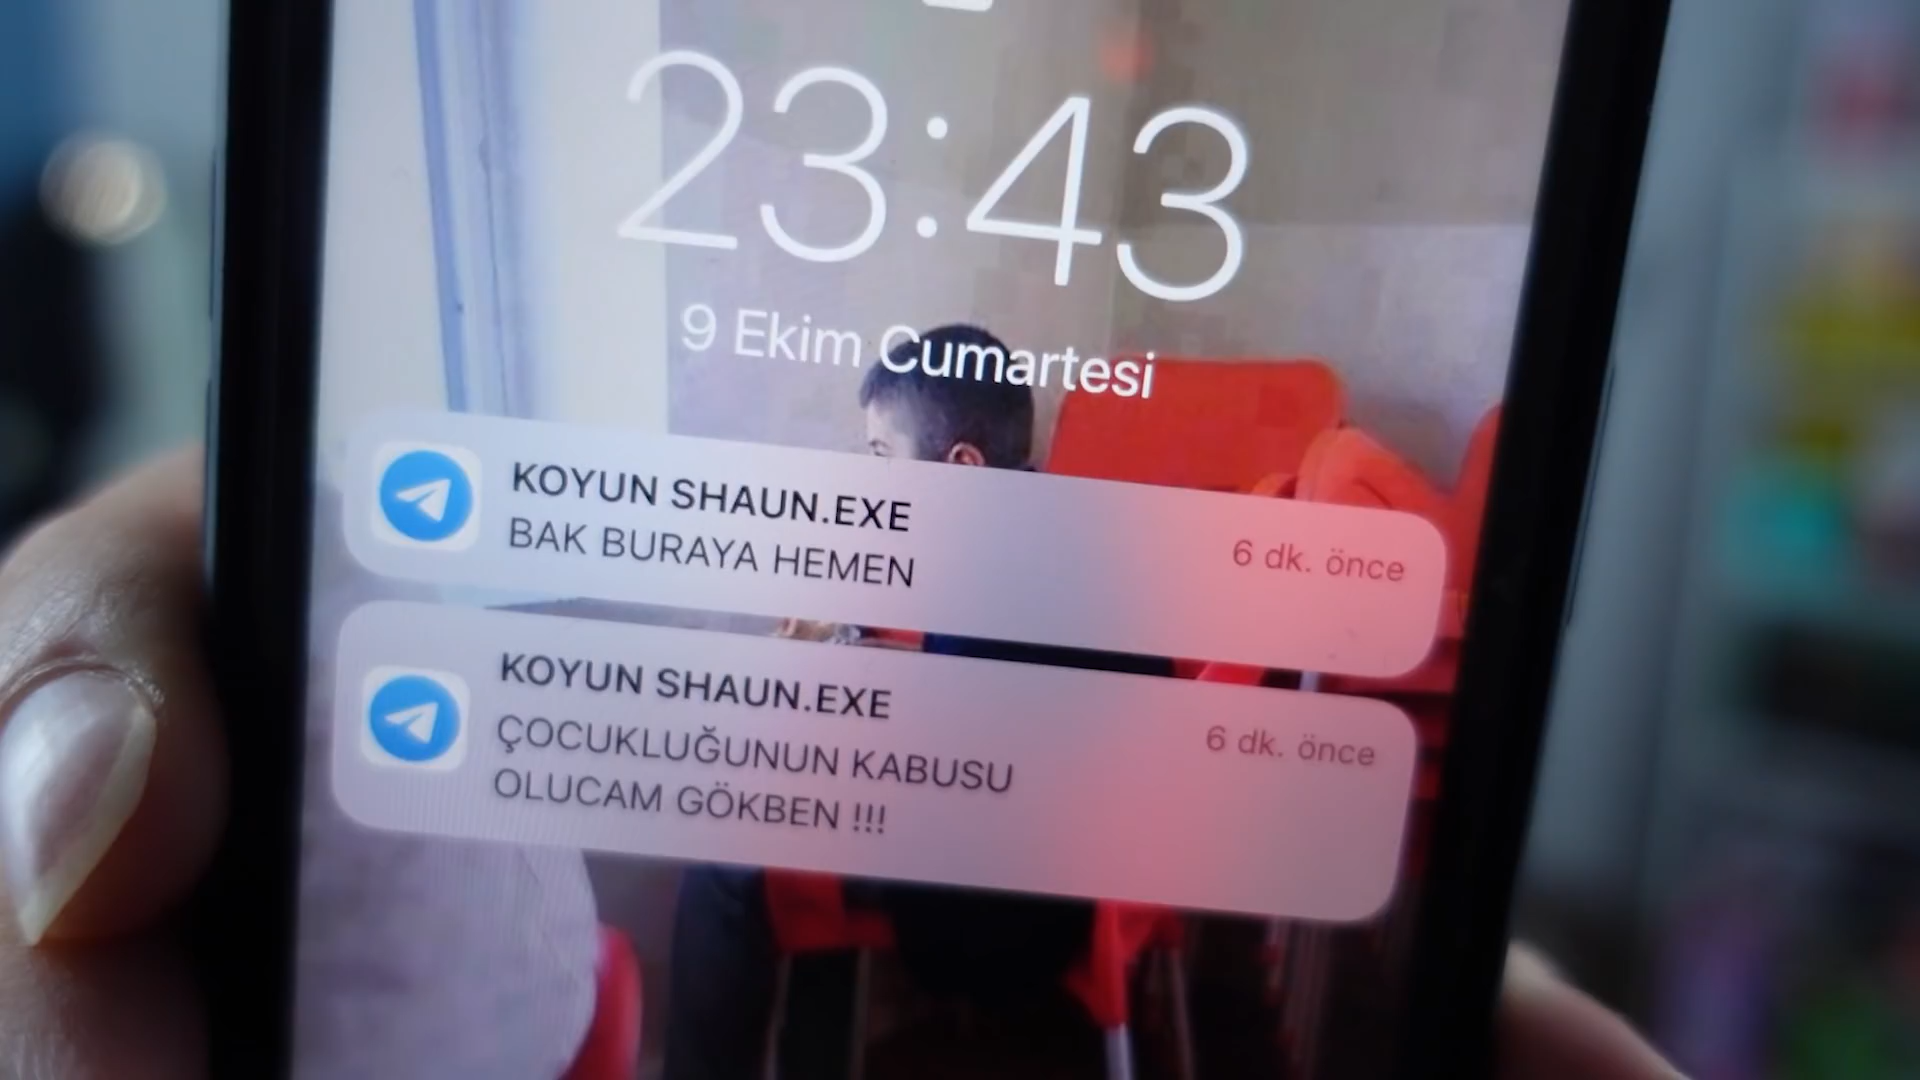 23:43
9 Ekim Cumartesi
KOYUN SHAUN.EXE
BAK BURAYA HEMEN
6 dk. önce
KOYUN SHAUN.EXE
6 dk. önce
ÇOCUKLUĞUNUN KABUSU
OLUCAM GÖKBEN !!!